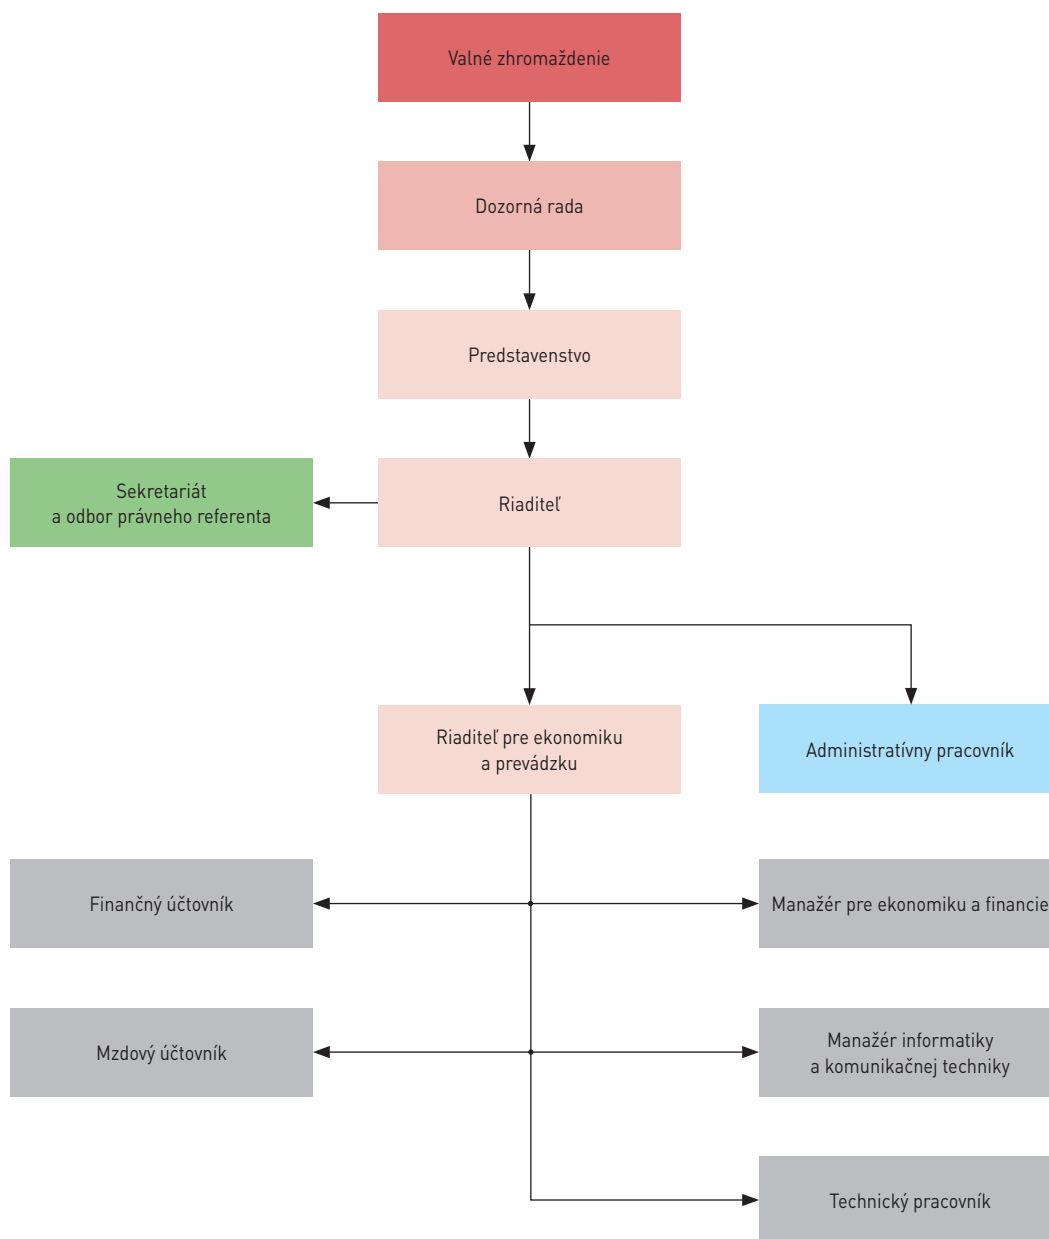 Valné zhromaždenie
Dozorná rada
Predstavenstvo
Sekretariát
a odbor právneho referenta
Riaditeľ
Riaditeľ pre ekonomiku
a prevádzku
Administratívny pracovník
Finančný účtovník
Manažér pre ekonomiku a financie
Mzdový účtovník
Manažér informatiky
a komunikačnej techniky
Technický pracovník